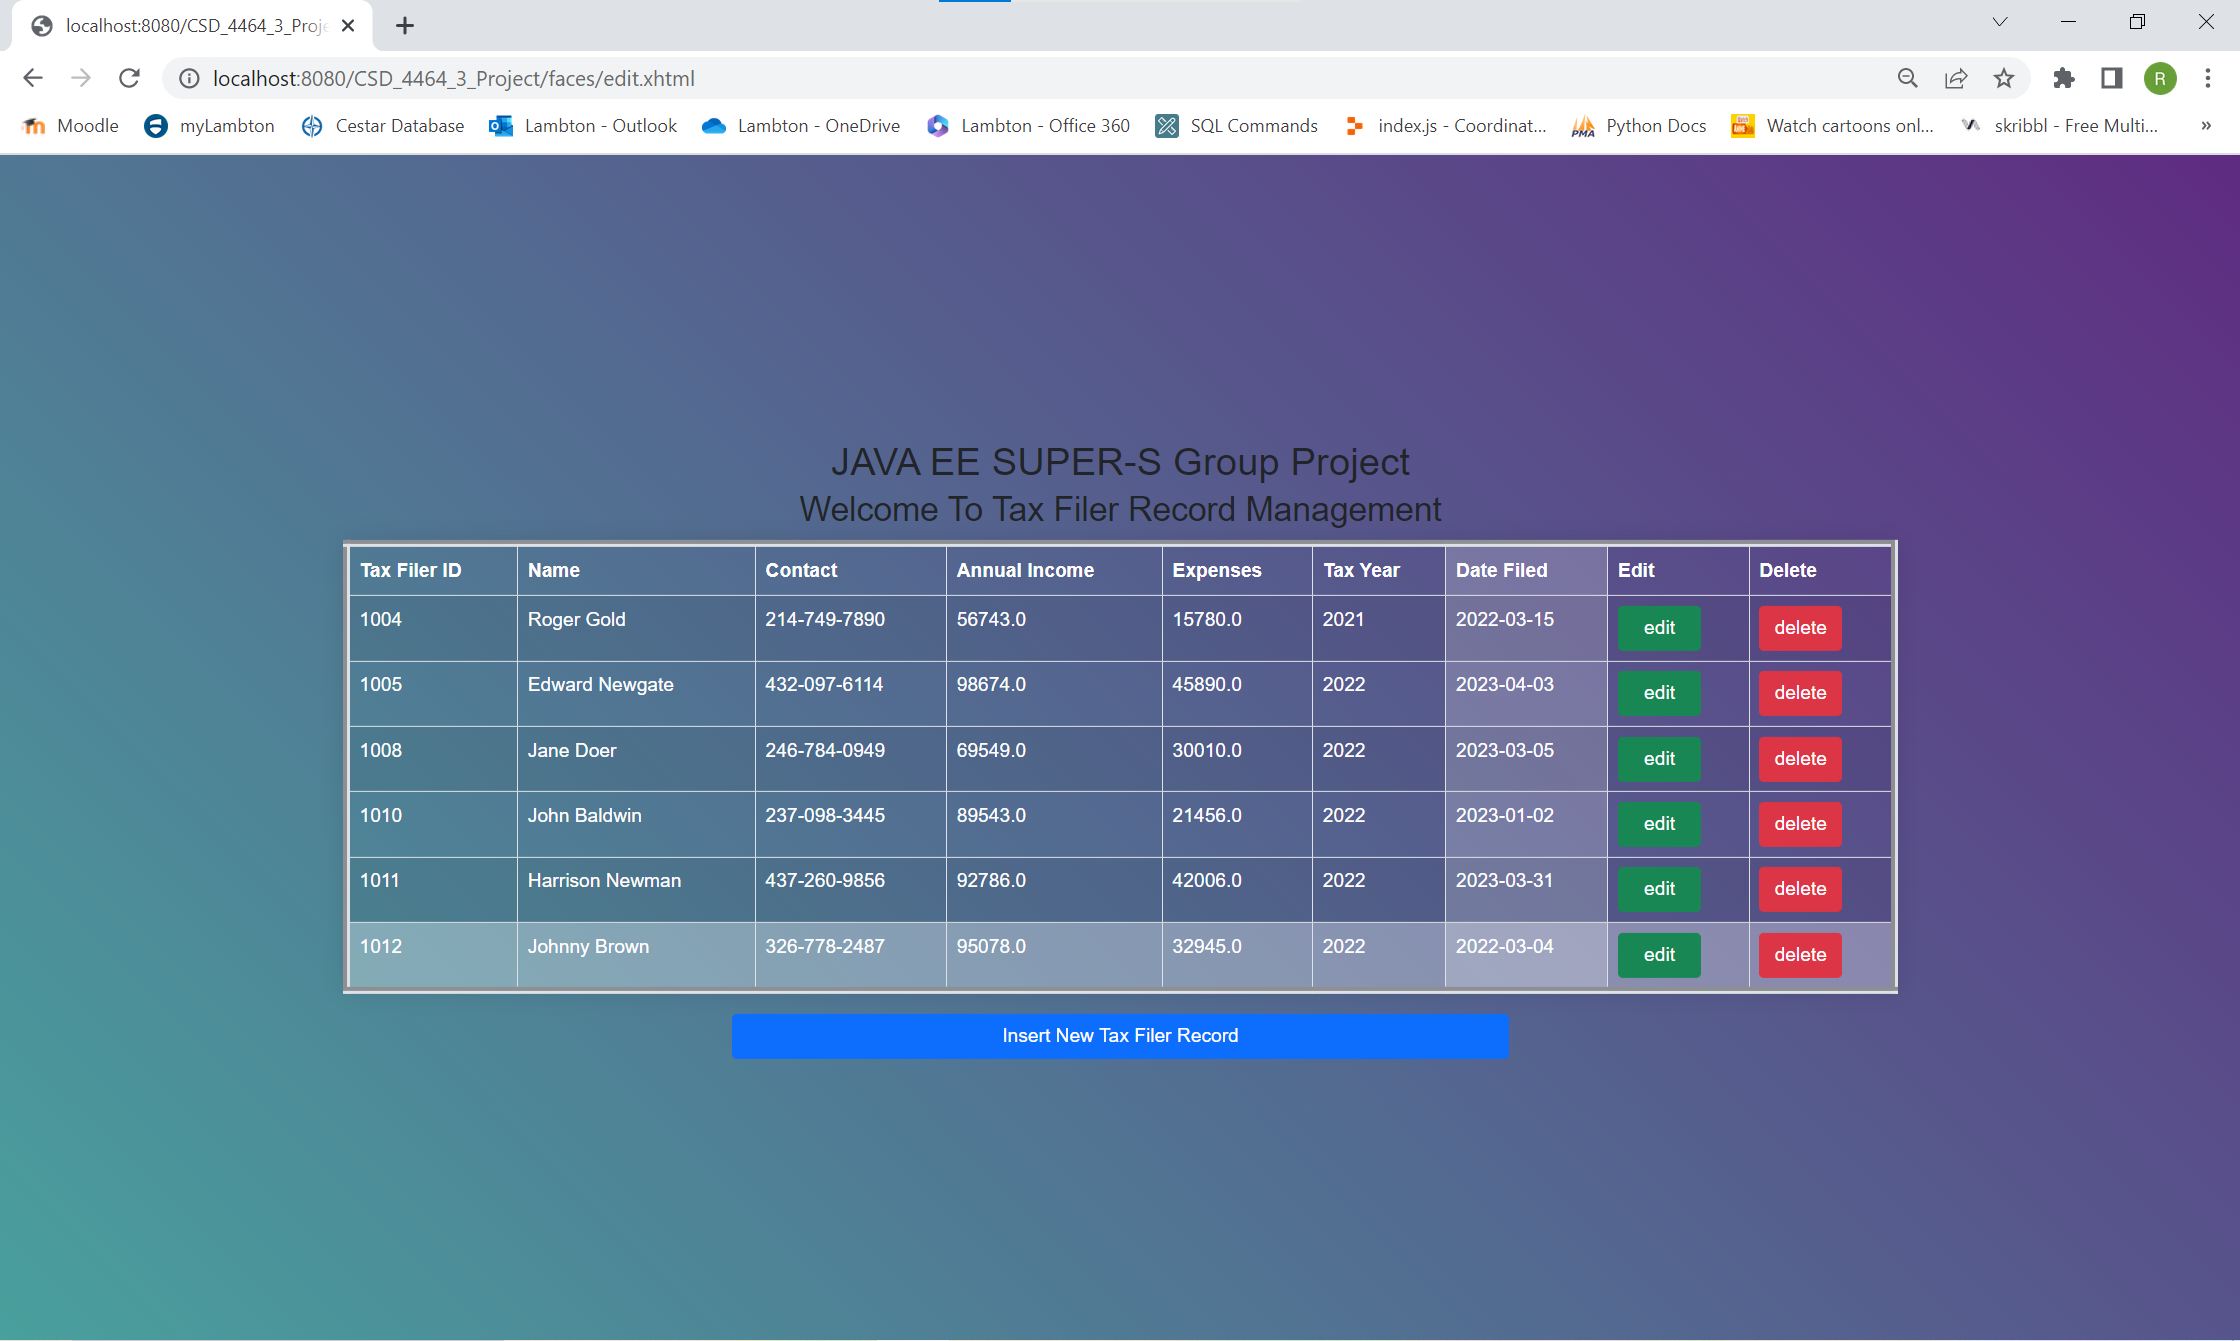 localhost:8080/CSD_4464_3_Proje
localhost:8080/CSD_4464_3_Project/faces/edit.xhtml
R
Moodle myLambton Cestar Database Lambton - Outlook Lambton - OneDrive Lambton - Office 360 SQL Commands index.js - Coordinat... PMA Python Docs Watch cartoons onl... skribbl - Free Multi... »
JAVA EE SUPER-S Group Project
Welcome To Tax Filer Record Management
Tax Filer ID Name Contact Annual Income Expenses Tax Year Date Filed Edit Delete
1004 Roger Gold 214-749-7890 56743.0 15780.0 2021 2022-03-15 edit delete
1005 Edward Newgate 432-097-6114 98674.0 45890.0 2022 2023-04-03 edit delete
1008 Jane Doer 246-784-0949 69549.0 30010.0 2022 2023-03-05 edit delete
1010 John Baldwin 237-098-3445 89543.0 21456.0 2022 2023-01-02 edit delete
1011 Harrison Newman 437-260-9856 92786.0 42006.0 2022 2023-03-31 edit delete
1012 Johnny Brown 326-778-2487 95078.0 32945.0 2022 2022-03-04 edit delete
Insert New Tax Filer Record